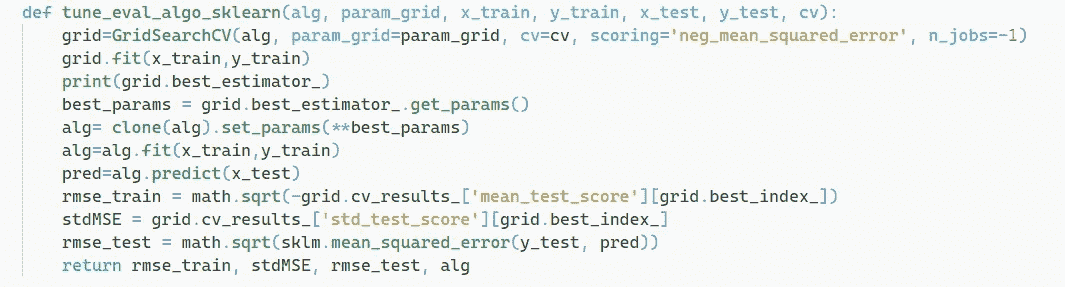 def tune_eval_algo_sklearn(alg, param_grid, x_train, y_train, x_test, y_test, cv):
    grid=GridSearchCV(alg, param_grid=param_grid, cv=cv, scoring='neg_mean_squared_error', n_jobs=-1)
    grid.fit(x_train,y_train)
    print(grid.best_estimator_)
    best_params = grid.best_estimator_.get_params()
    alg= clone(alg).set_params(**best_params)
    alg=alg.fit(x_train,y_train)
    pred=alg.predict(x_test)
    rmse_train = math.sqrt(-grid.cv_results_['mean_test_score'][grid.best_index_])
    stdMSE = grid.cv_results_['std_test_score'][grid.best_index_]
    rmse_test = math.sqrt(sklm.mean_squared_error(y_test, pred))
    return rmse_train, stdMSE, rmse_test, alg